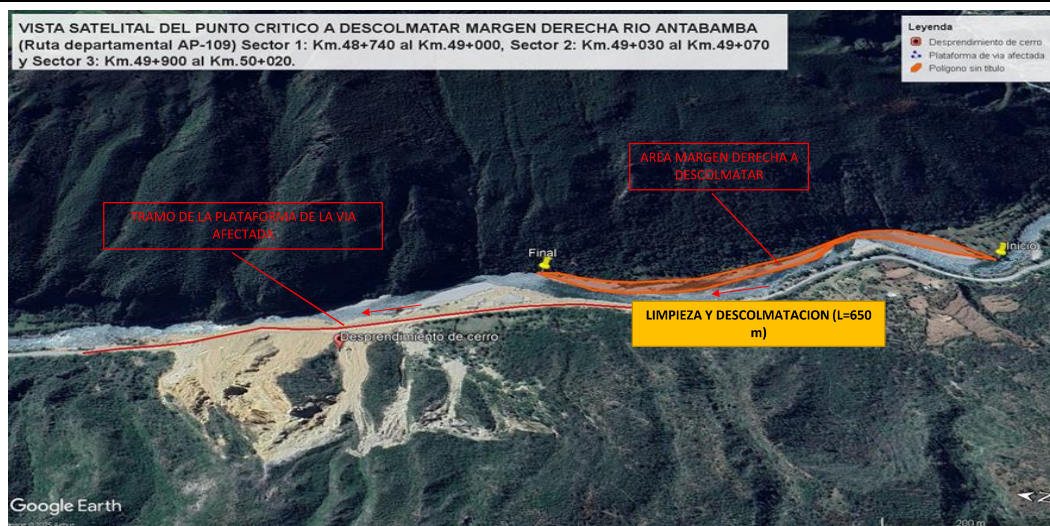 VISTA SATELITAL DEL PUNTO CRITICO A DESCOLMATAR MARGEN DERECHA RIO ANTABAMBA
(Ruta departamental AP-109) Sector 1: Km.48+740 al Km.49+000, Sector 2: Km.49+030 al Km.49+070
y Sector 3: Km.49+900 al Km.50+020.
Leyenda
Desprendimiento de cerro
Plataforma de via afectada
Polígono sin título
AREA MARGEN DERECHA A
DESCOLMATAR
TRAMO DE LA PLATAFORMA DE LA VIA
AFECTADA
Final
Inicio
LIMPIEZA Y DESCOLMATACION (L=650
m)
Desprendimiento de cerro
Google Earth
N
200 m